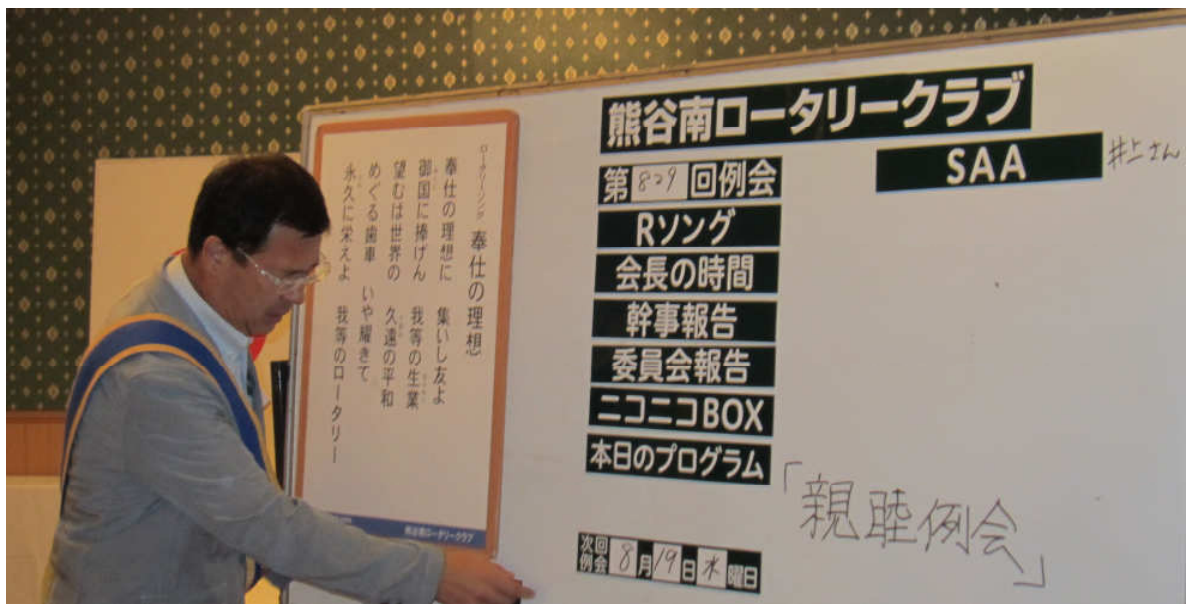 熊谷南ロータリークラブ
SAA 井上さん
第829回例会
Rソング
会長の時間
幹事報告
委員会報告
ニコニコBOX
本日のプログラム
「親睦例会」
次回例会 8月19日水曜日
ロータリーソング 奉仕の理想
奉仕の理想に 集いし友よ
御国に捧げん 我等の生業
望むは世界の 久遠の平和
めぐる歯車 いや輝きて
永久に栄えよ 我等のロータリー
熊谷南ロータリークラブ